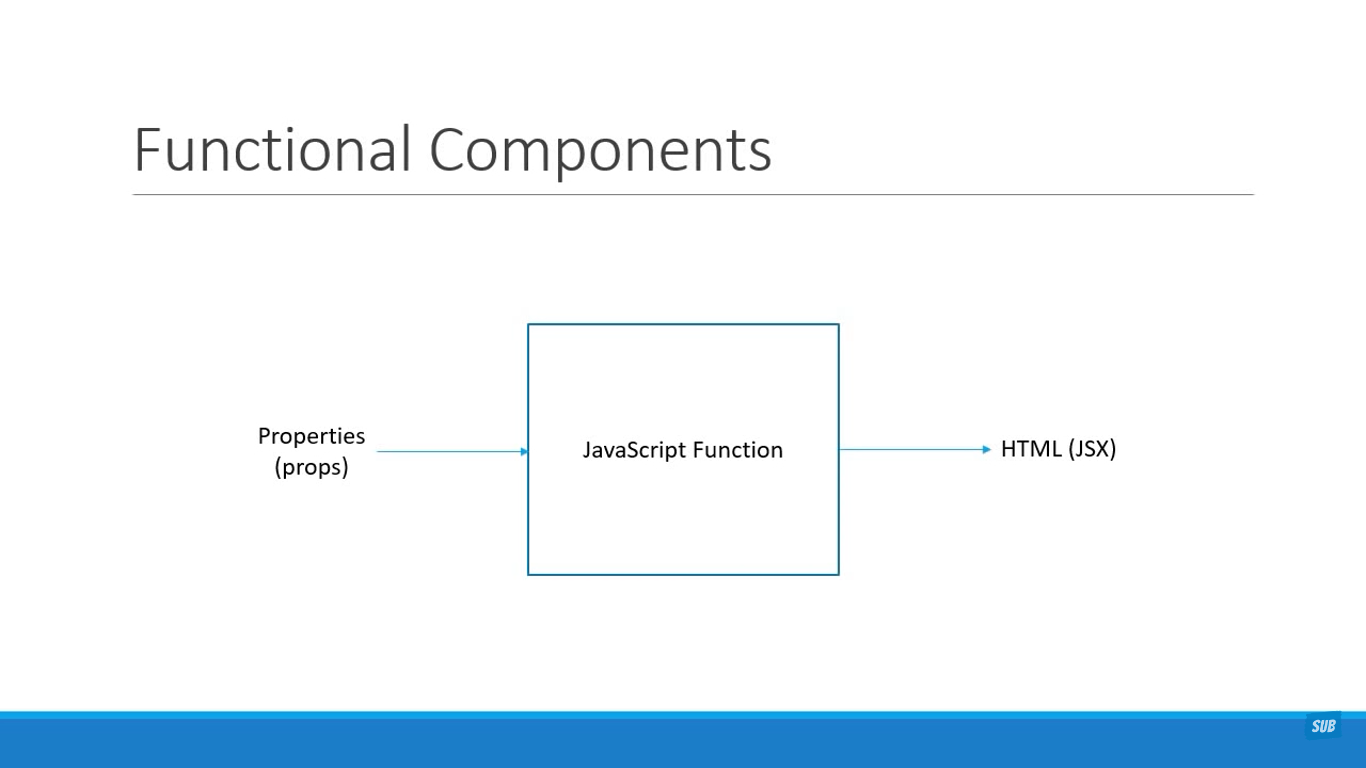 Functional Components
Properties
(props)
JavaScript Function
HTML (JSX)
SUB